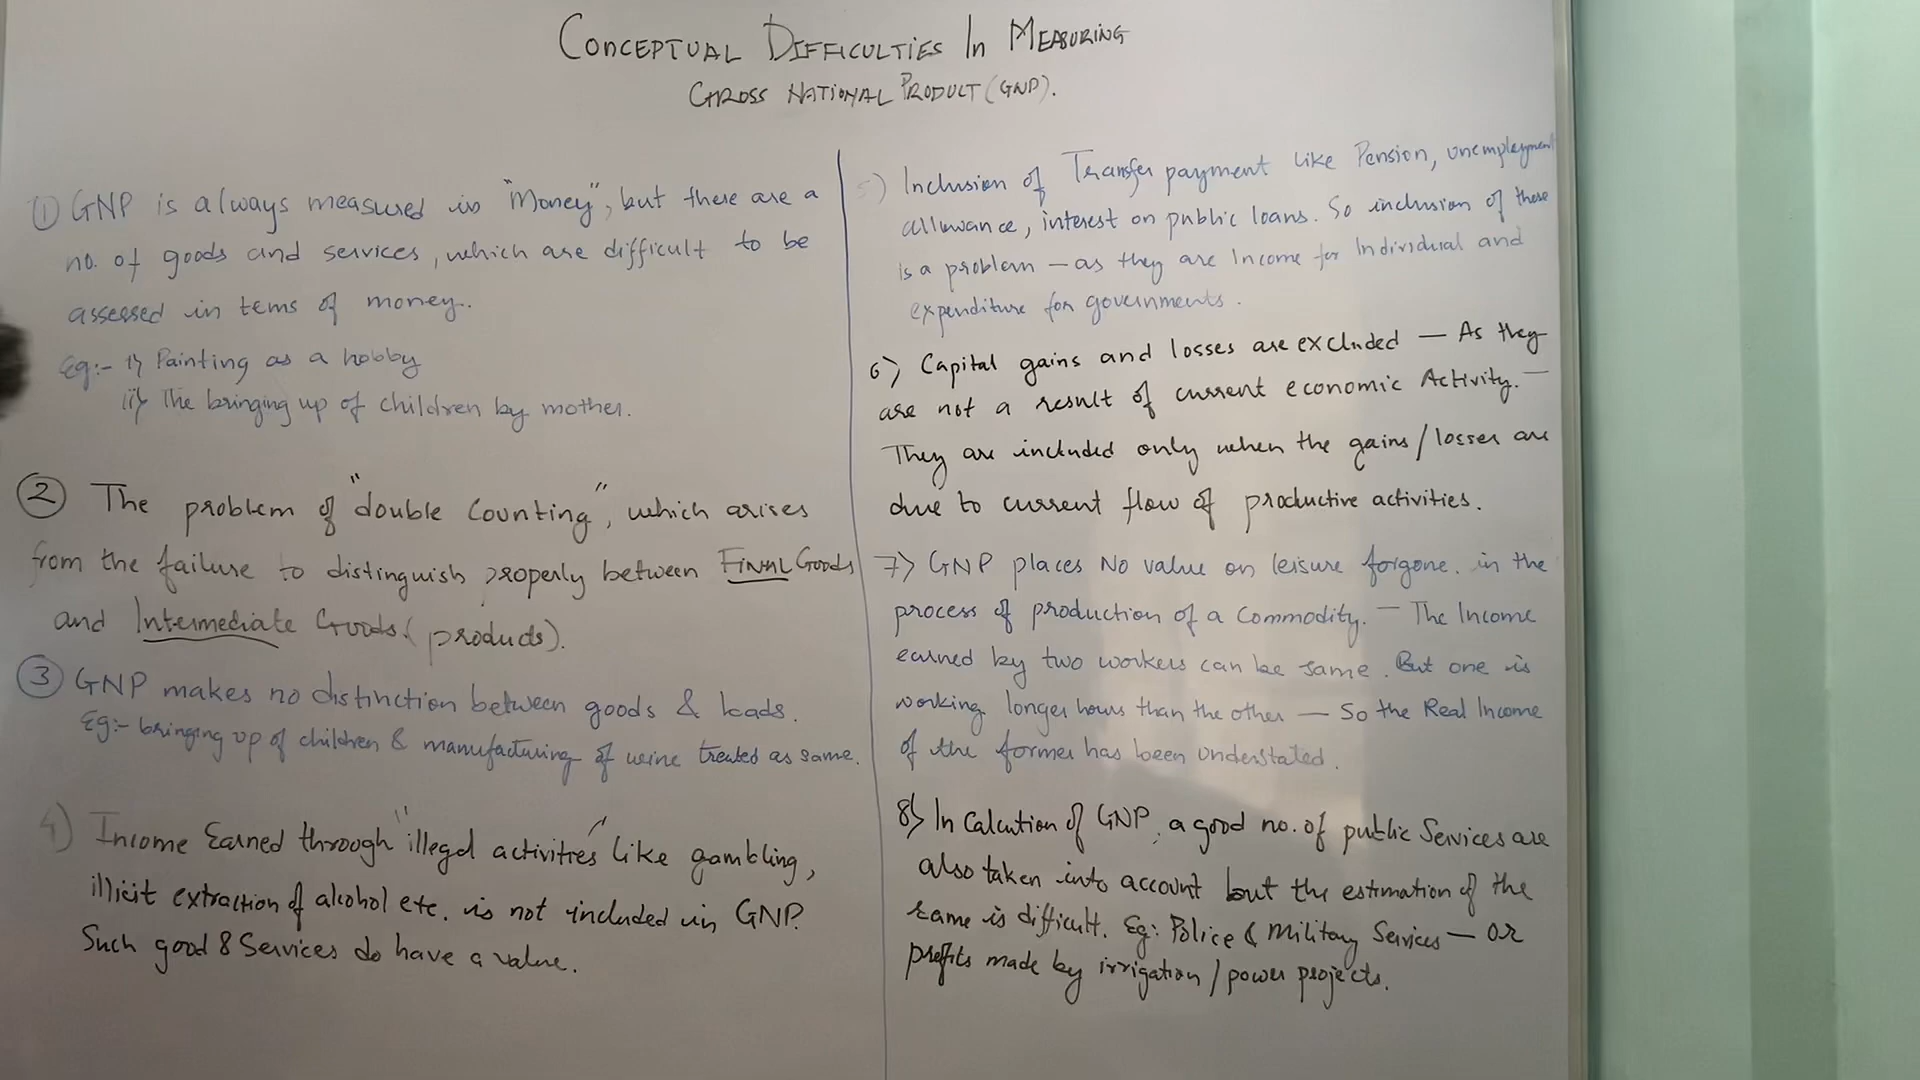 CONCEPTUAL DIFFICULTIES In MEASURING
GROSS NATIONAL PRODUCT (GNP).
① GNP is always measured in "Money", but there are a
no. of goods and services, which are difficult to be
assessed in tems of money.
Eg:- i) Painting as a hobby
ii) The bringing up of children by mother.
② The problem of "double Counting", which arises
from the failure to distinguish properly between FINAL Goods
and Intermediate Goods. (products).
③ GNP makes no distinction between goods & bads.
Eg:- bringing up of children & manufacturing of wine treated as same.
4) Income Earned through "illegal activities" like gambling,
illicit extraction of alcohol etc. is not included in GNP.
Such good & Services do have a value.
5) Inclusion of Transfer payment like Pension, unemployment
allowance, interest on public loans. So inclusion of these
is a problem — as they are Income for Individual and
expenditure for governments.
6) Capital gains and losses are excluded — As they
are not a result of current economic Activity. —
They are included only when the gains/losses are
due to current flow of productive activities.
7) GNP places No value on leisure forgone. in the
process of production of a Commodity. — The Income
earned by two workers can be same. But one is
working longer hours than the other — So the Real Income
of the former has been understated.
8) In Calcution of GNP, a good no. of public Services are
also taken into account but the estimation of the
same is difficult. Eg: Police & Military Services — OR
profits made by irrigation / power projects.